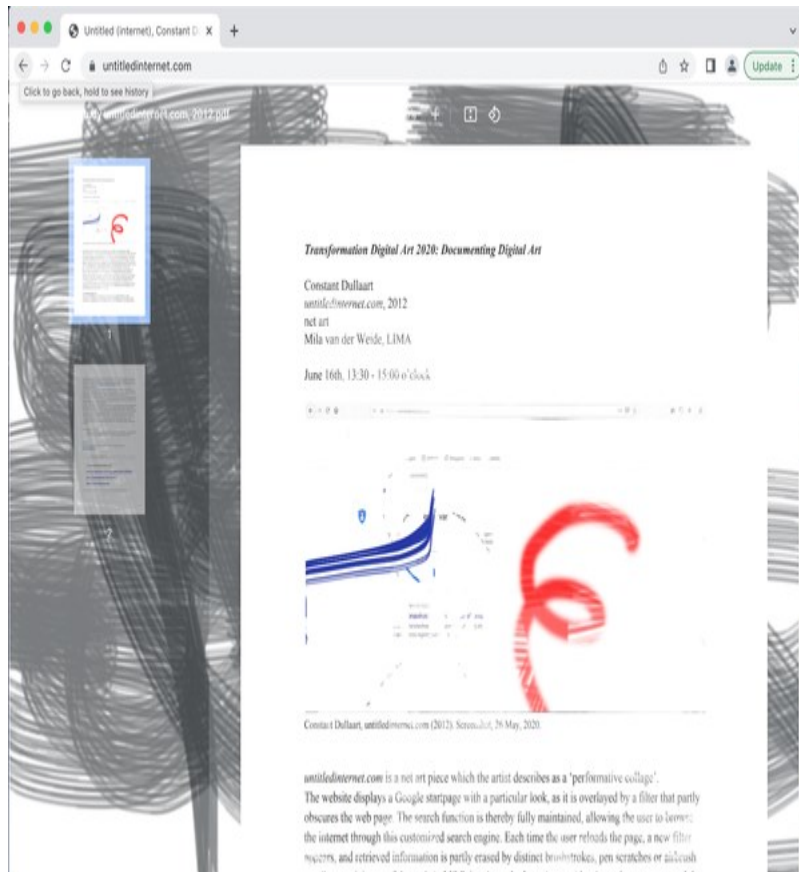 Untitled (internet), Constant D
untitledinternet.com
Update
Click to go back, hold to see history
untitledinternet.com, 2012.pdf
Transformation Digital Art 2020: Documenting Digital Art
Constant Dullaart
untitledinternet.com, 2012
net art
Mila van der Weide, LIMA
June 16th, 13:30 - 15:00 o'clock
1
2
Constant Dullaart, untitledinternet.com (2012). Screenshot, 26 May, 2020.
untitledinternet.com is a net art piece which the artist describes as a 'performative collage'.
The website displays a Google startpage with a particular look, as it is overlayed by a filter that partly
obscures the web page. The search function is thereby fully maintained, allowing the user to browse
the internet through this customized search engine. Each time the user reloads the page, a new filter
appears, and retrieved information is partly erased by distinct brushstrokes, pen scratches or airbrush